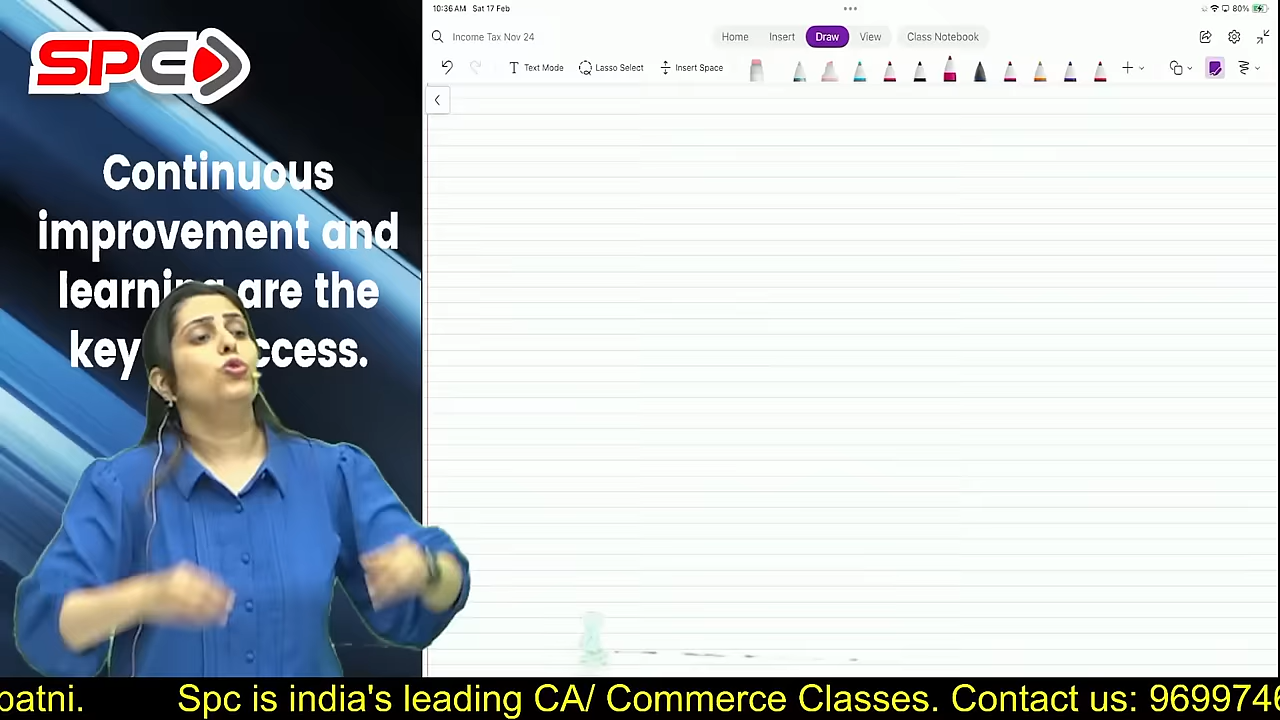 SPC
Continuous
improvement and
learning are the
key ccess.
10:36 AM Sat 17 Feb
80%
Income Tax Nov 24
Home Insert Draw View Class Notebook
Text Mode Lasso Select Insert Space
patni. Spc is india's leading CA/ Commerce Classes. Contact us: 9699746